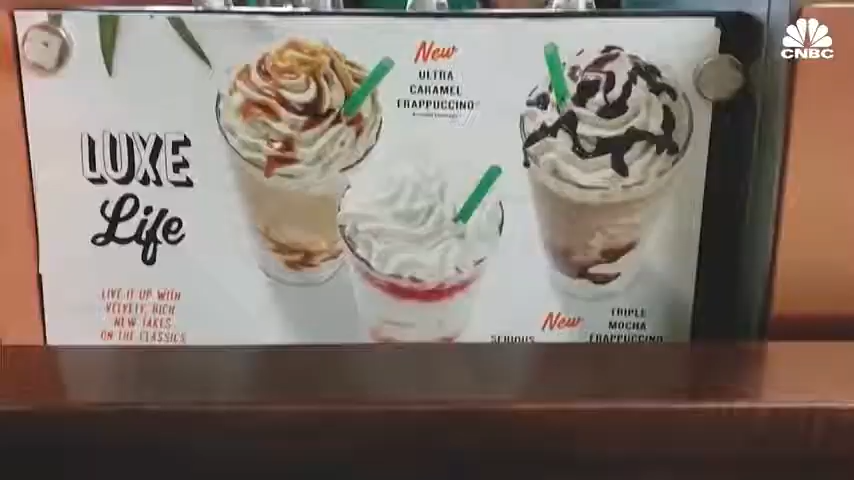 CNBC
LUXE
Life
LIVE IT UP WITH
VELVETY, RICH
NEW TAKES
ON THE CLASSICS
New
ULTRA
CARAMEL
FRAPPUCCINO
SERIOUS
New
TRIPLE
MOCHA
FRAPPUCCINO